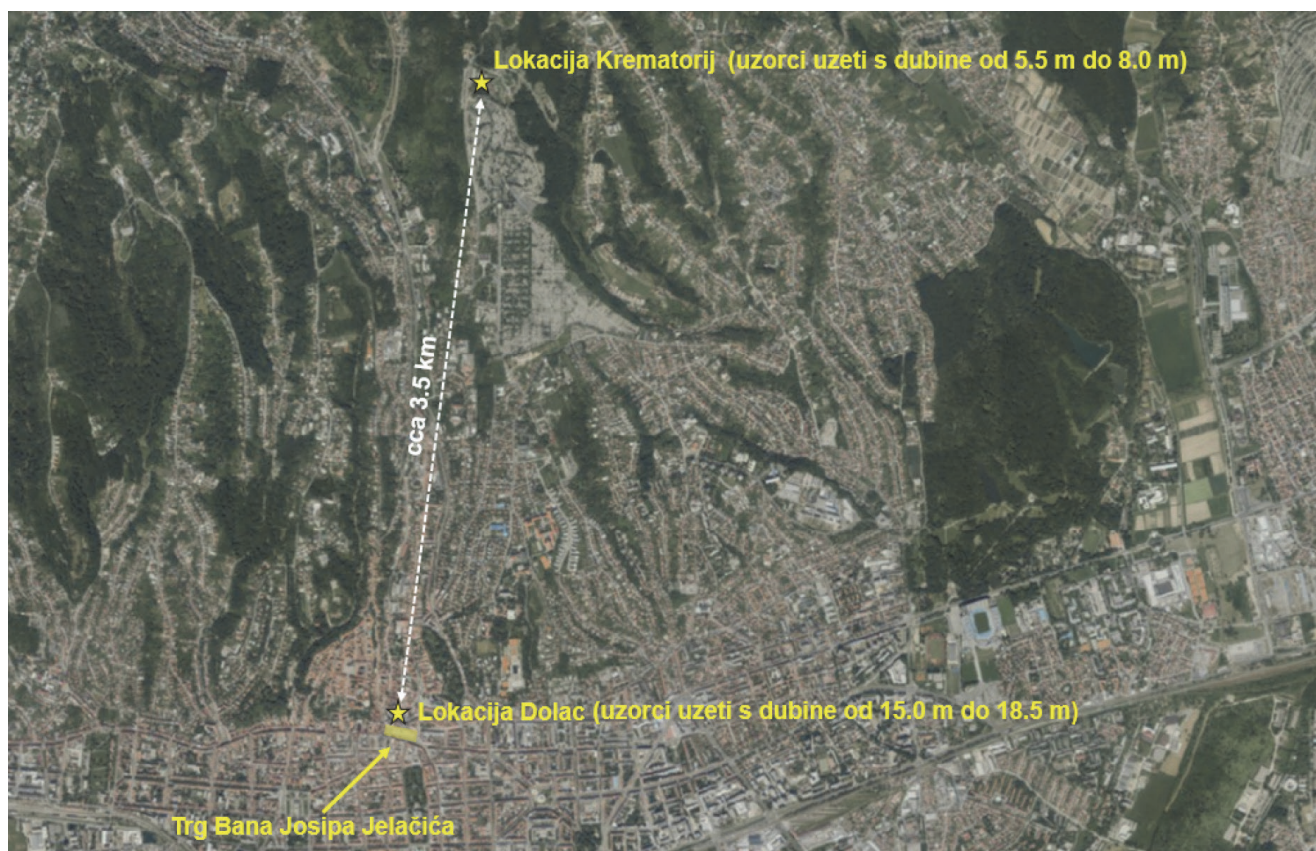 Lokacija Krematorij (uzorci uzeti s dubine od 5.5 m do 8.0 m)
cca 3.5 km
Lokacija Dolac (uzorci uzeti s dubine od 15.0 m do 18.5 m)
Trg Bana Josipa Jelačića